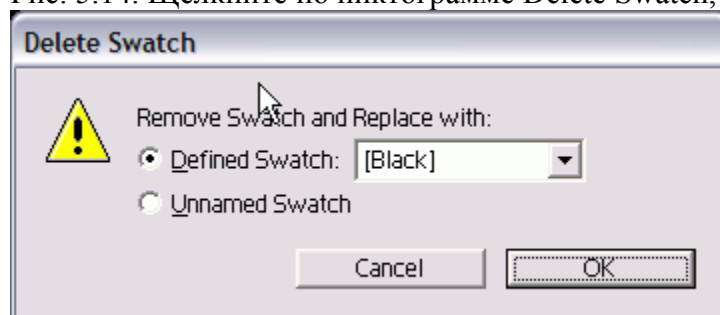 Рис. 3.14. Щелкните по пиктограмме Delete Swatch,
Delete Swatch
Remove Swatch and Replace with:
Defined Swatch: [Black]
Unnamed Swatch
Cancel OK